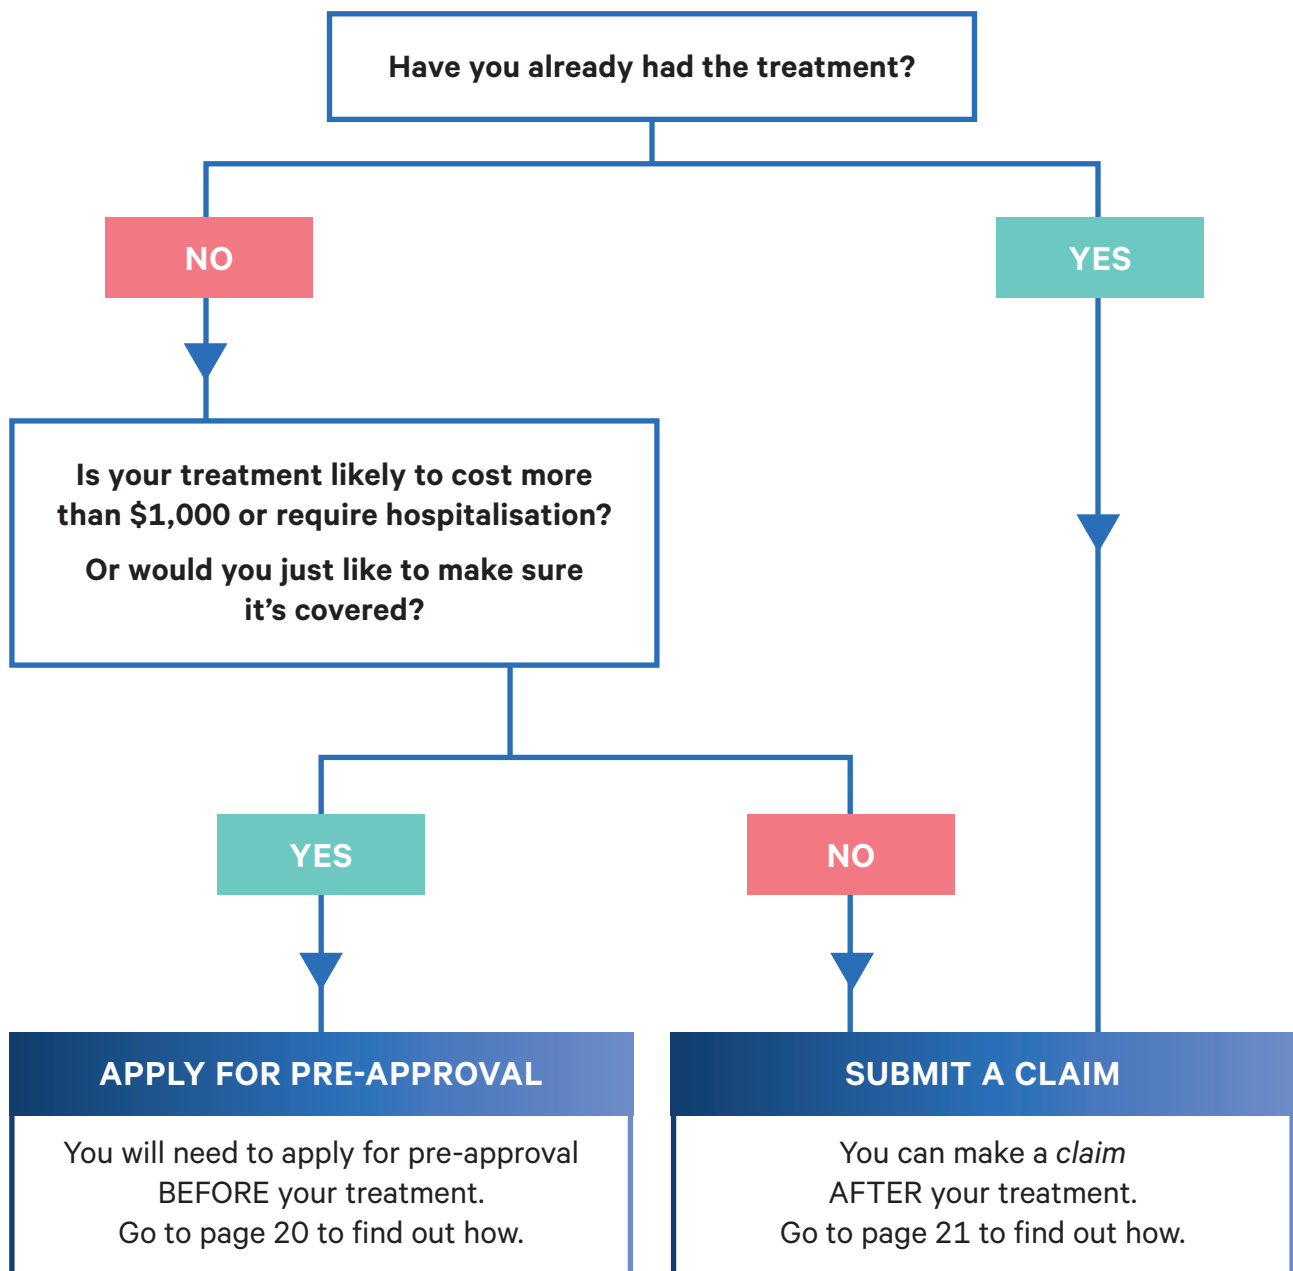 Have you already had the treatment?
NO
YES
Is your treatment likely to cost more
than $1,000 or require hospitalisation?
Or would you just like to make sure
it’s covered?
YES
NO
APPLY FOR PRE-APPROVAL
You will need to apply for pre-approval
BEFORE your treatment.
Go to page 20 to find out how.
SUBMIT A CLAIM
You can make a claim
AFTER your treatment.
Go to page 21 to find out how.